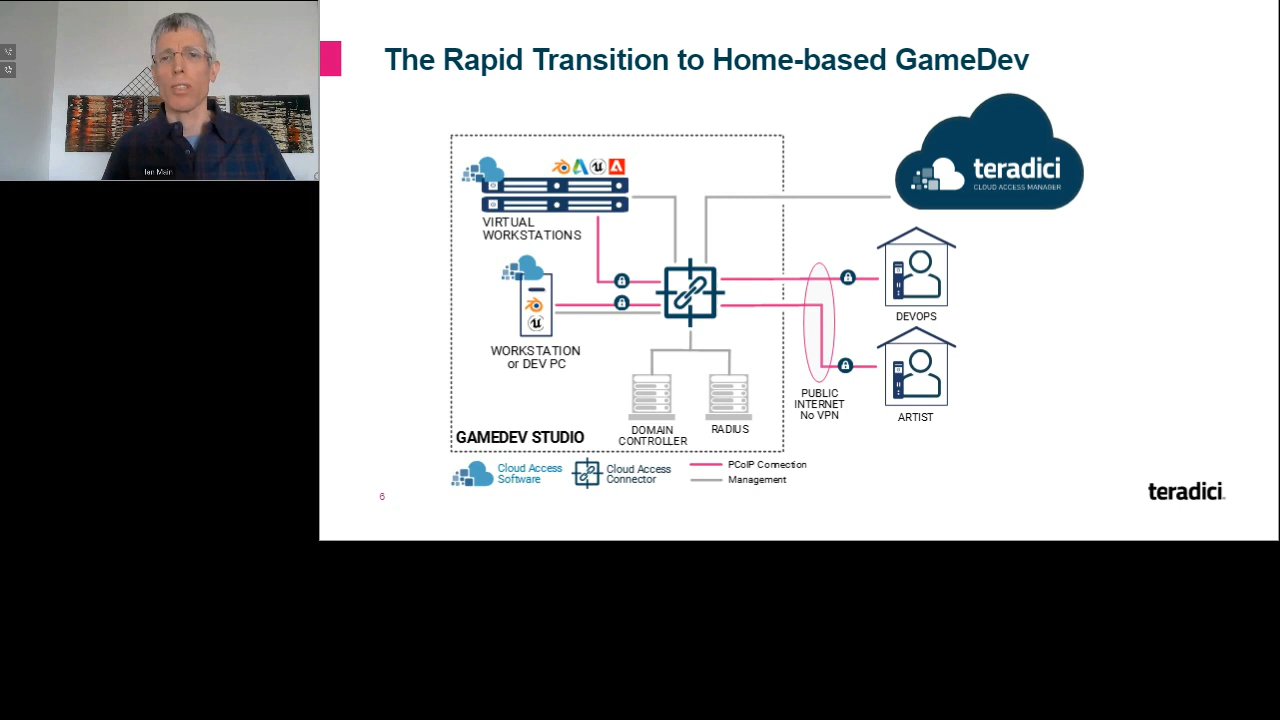 Ian Main
The Rapid Transition to Home-based GameDev
teradici
CLOUD ACCESS MANAGER
VIRTUAL
WORKSTATIONS
WORKSTATION
or DEV PC
DEVOPS
ARTIST
PUBLIC
INTERNET
No VPN
DOMAIN
CONTROLLER
RADIUS
GAMEDEV STUDIO
Cloud Access
Software
Cloud Access
Connector
PCoIP Connection
Management
6
teradici